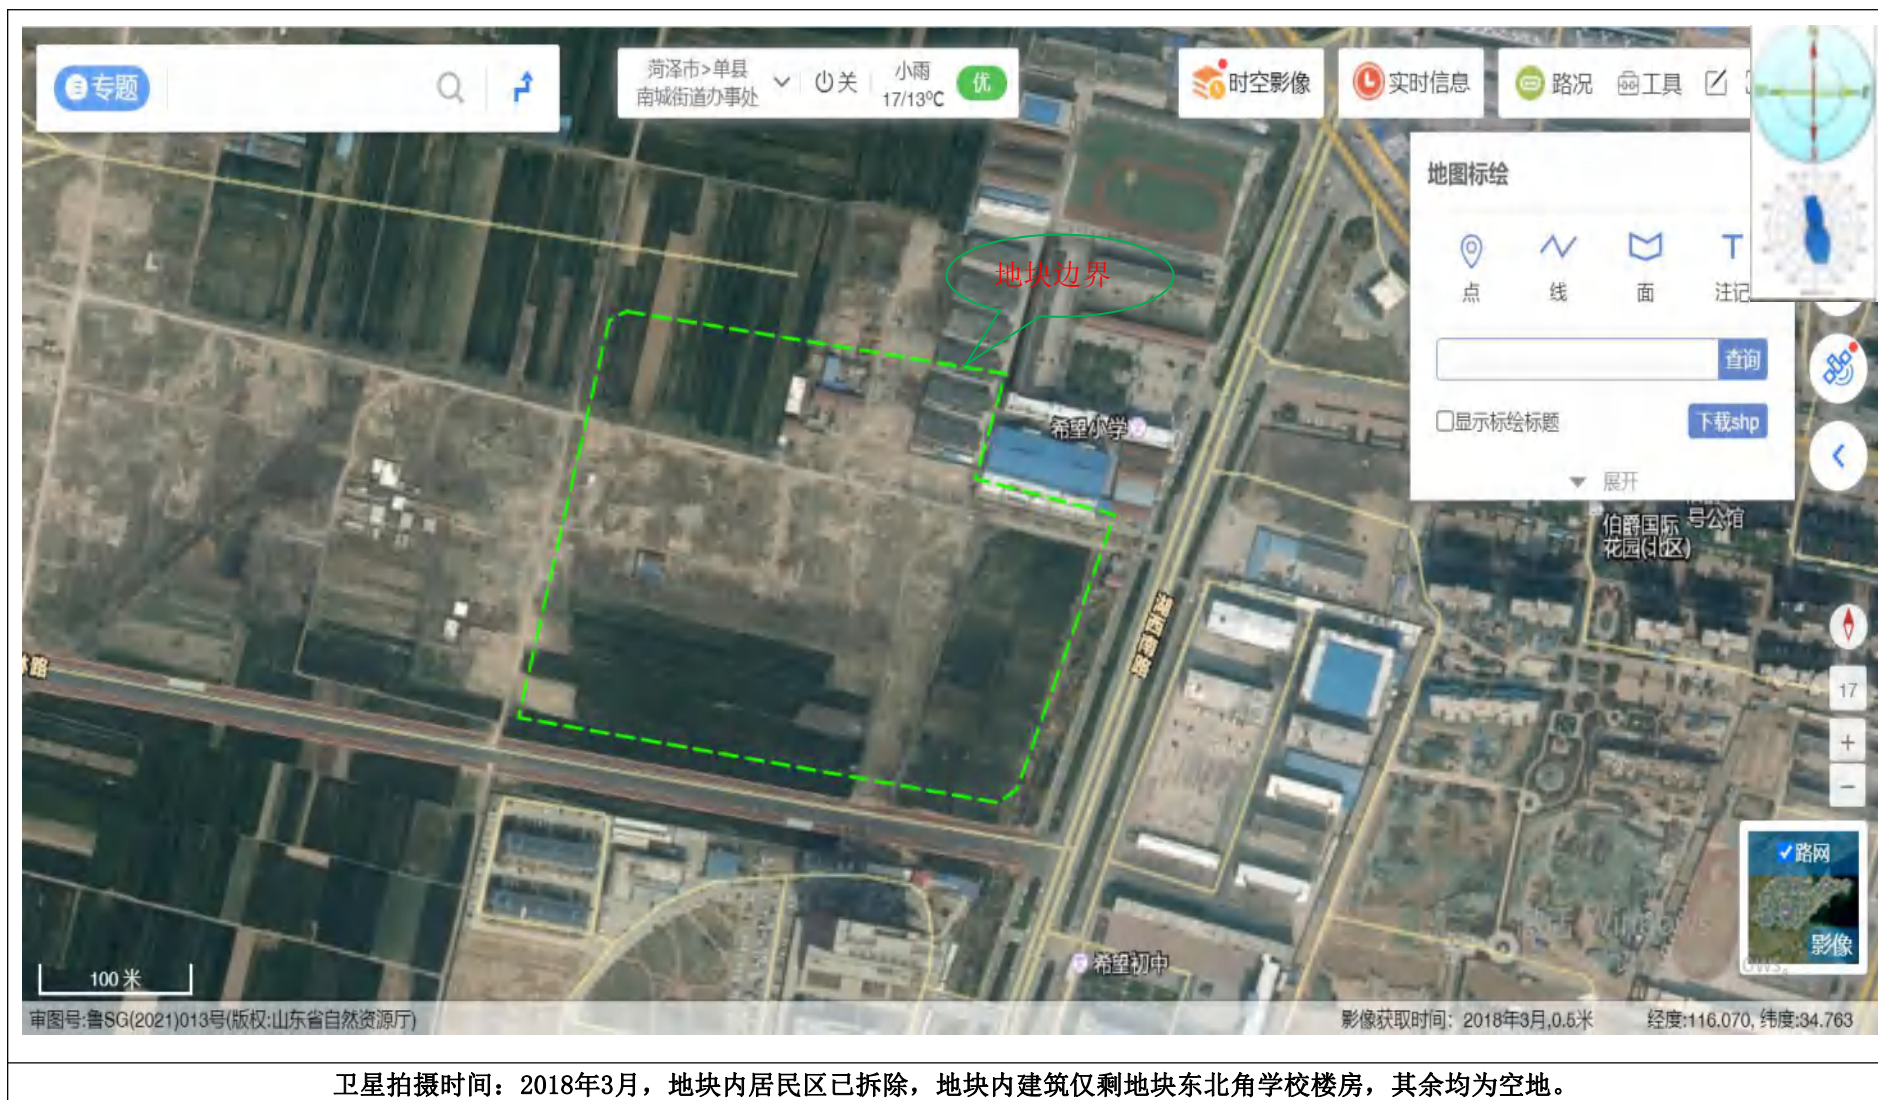 专题
菏泽市>单县
南城街道办事处
关
小雨
17/13℃
优
时空影像
实时信息
路况
工具
地图标绘
点
线
面
注记
查询
显示标绘标题
下载shp
展开
地块边界
希望小学
号公馆
伯爵国际
花园(北区)
湖西南路
林路
17
+
−
路网
影像
希望初中
100 米
审图号:鲁SG(2021)013号(版权:山东省自然资源厅)
影像获取时间：2018年3月,0.5米
经度:116.070, 纬度:34.763
卫星拍摄时间：2018年3月，地块内居民区已拆除，地块内建筑仅剩地块东北角学校楼房，其余均为空地。